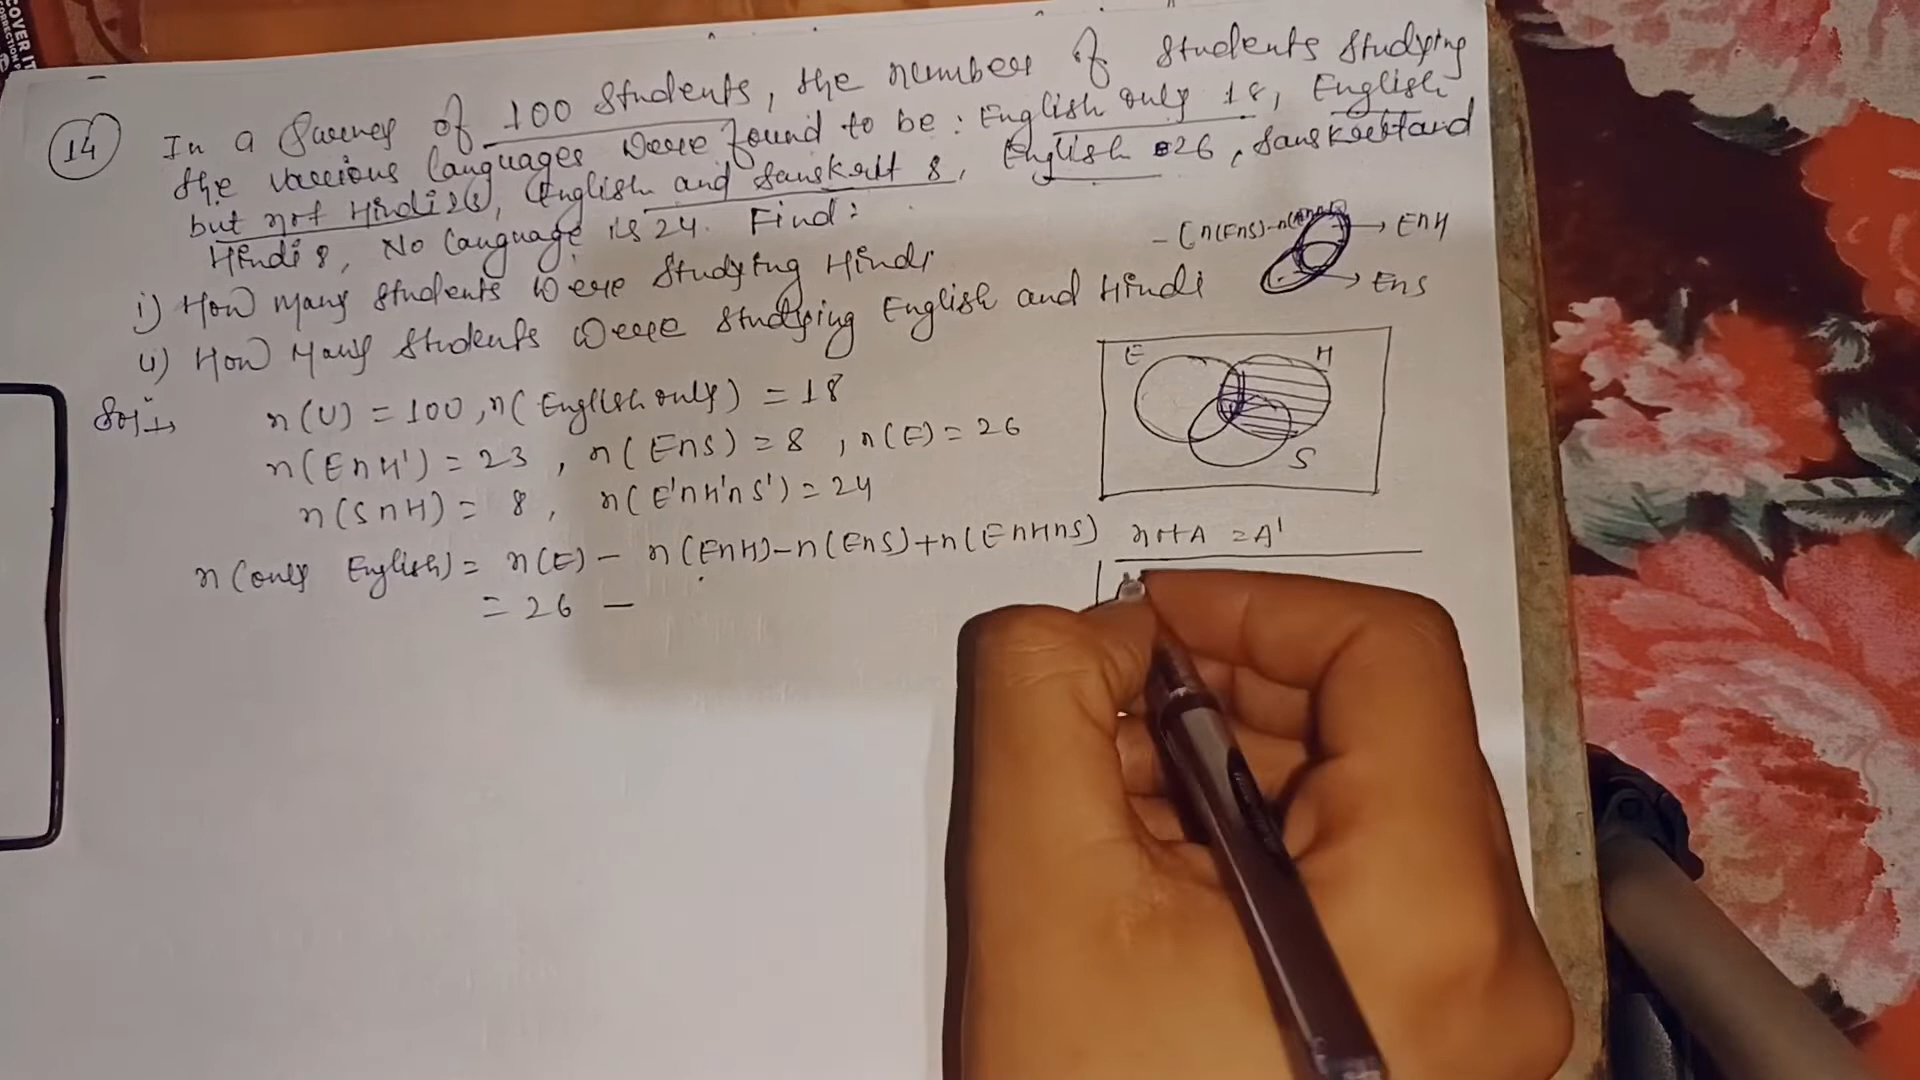 COVER IT
CORRECTION P
14 In a Survey of 100 Students, the number of Students Studying
the various languages were found to be: English only 18, English
but not Hindi 23, English and Sanskrit 8, English 26, Sanskrit and
Hindi 8, No language is 24. Find:
i) How many Students were Studying Hindi
ii) How Many Students were Studying English and Hindi
-[n(E∩S)-n(
→ E∩H
→ E∩S
E H
S
Sol
n(U) = 100, n(English only) = 18
n(E∩H') = 23, n(E∩S) = 8, n(E) = 26
n(S∩H) = 8, n(E'∩H'∩S') = 24
n(only English) = n(E) - n(E∩H)-n(E∩S)+n(E∩H∩S)
= 26 -
not A = A'